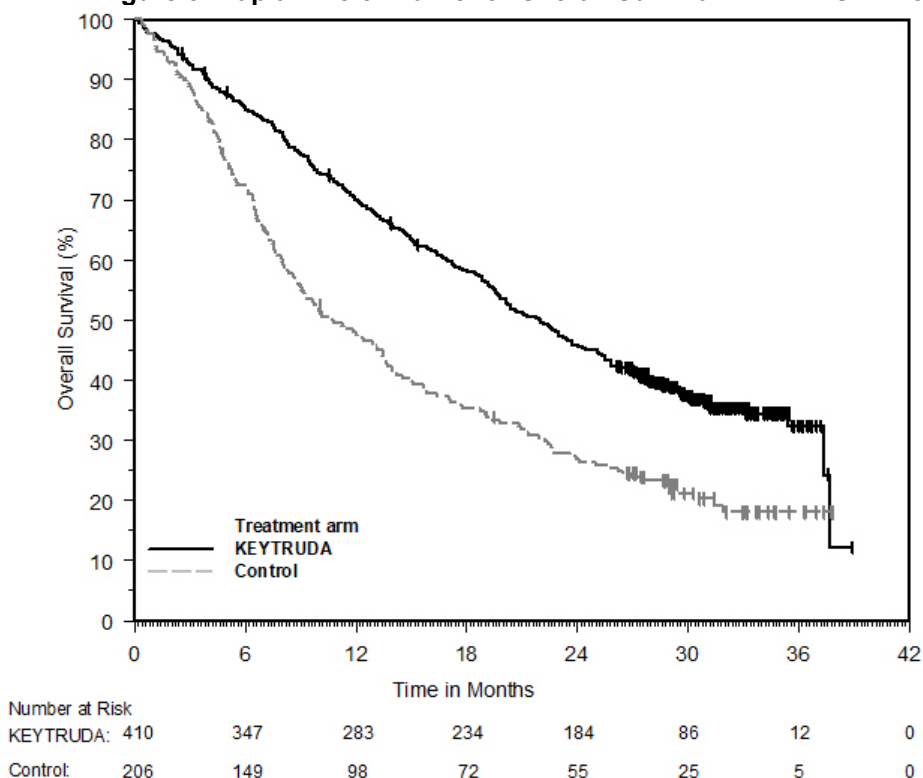 100
90
80
70
60
50
40
30
20
10
0
Overall Survival (%)
Treatment arm
KEYTRUDA
Control
0 6 12 18 24 30 36 42
Time in Months
Number at Risk
KEYTRUDA: 410 347 283 234 184 86 12 0
Control: 206 149 98 72 55 25 5 0